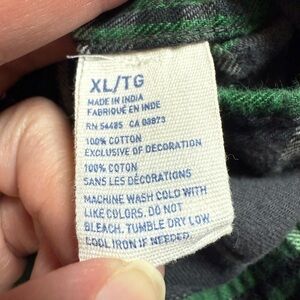 XL/TG
MADE IN INDIA
FABRIQUÉ EN INDE
RN 54485 CA 08973
100% COTTON
EXCLUSIVE OF DECORATION
100% COTON
SANS LES DÉCORATIONS
MACHINE WASH COLD WITH
LIKE COLORS. DO NOT
BLEACH. TUMBLE DRY LOW.
COOL IRON IF NEEDED.